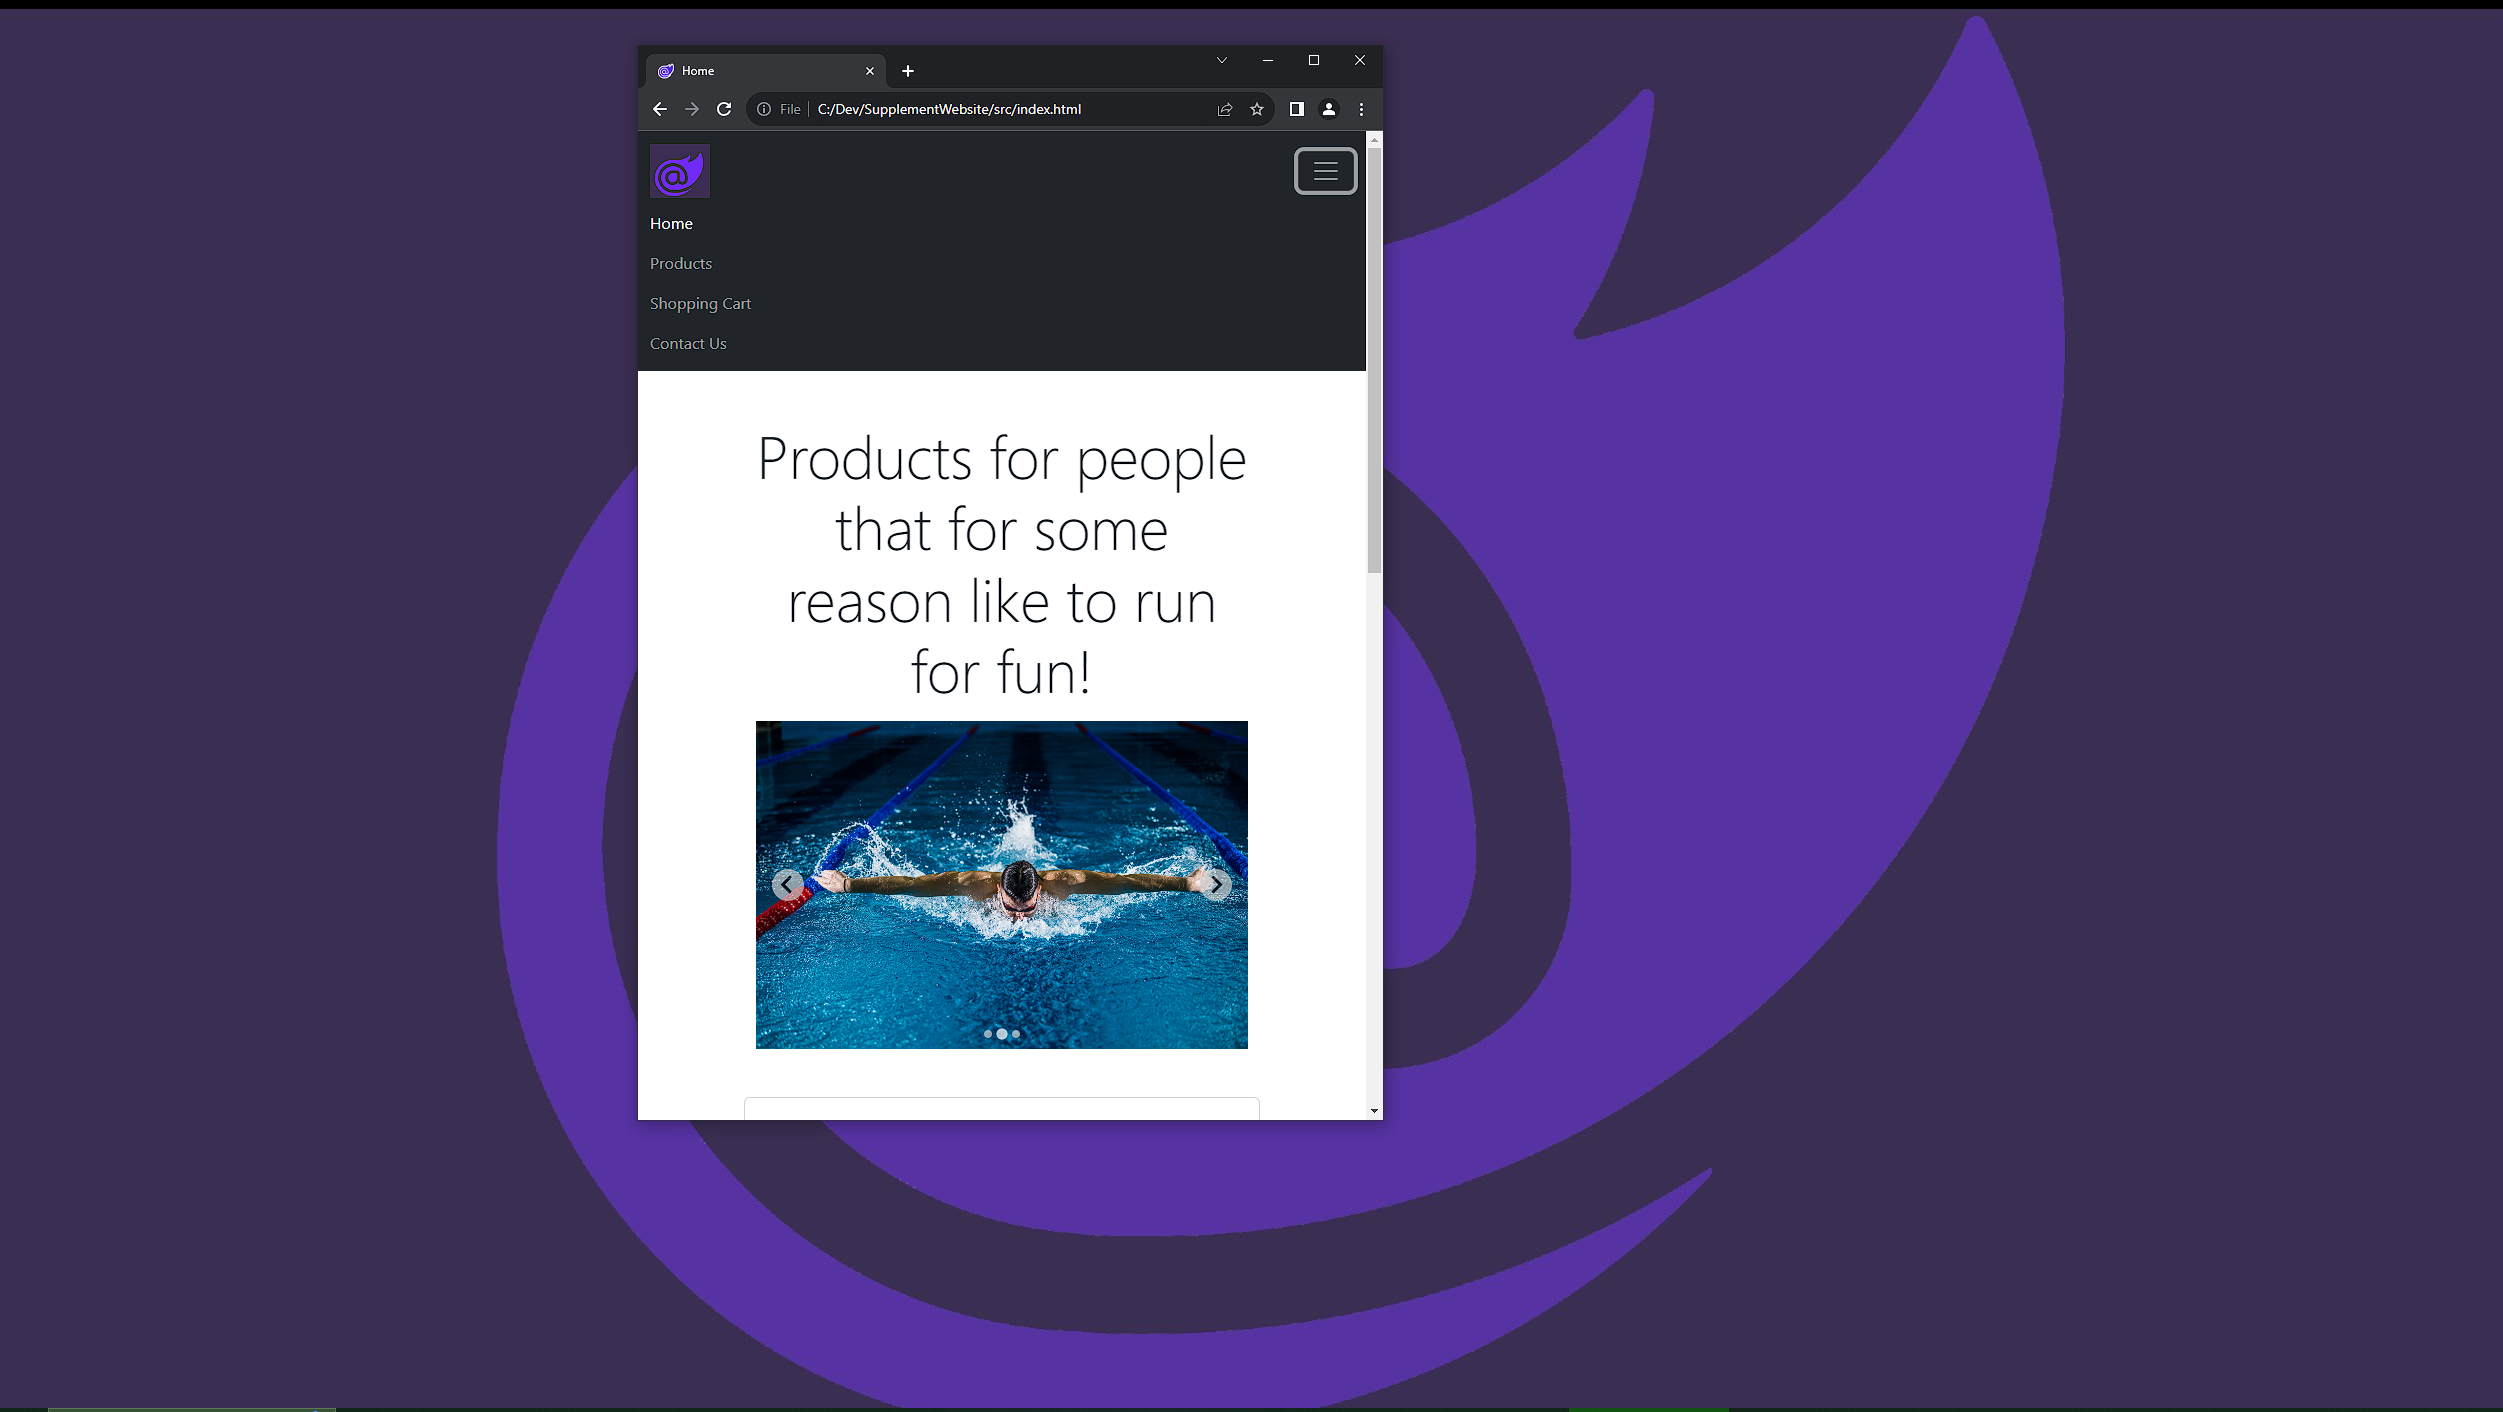 Home
File | C:/Dev/SupplementWebsite/src/index.html
@
Home
Products
Shopping Cart
Contact Us
Products for people
that for some
reason like to run
for fun!